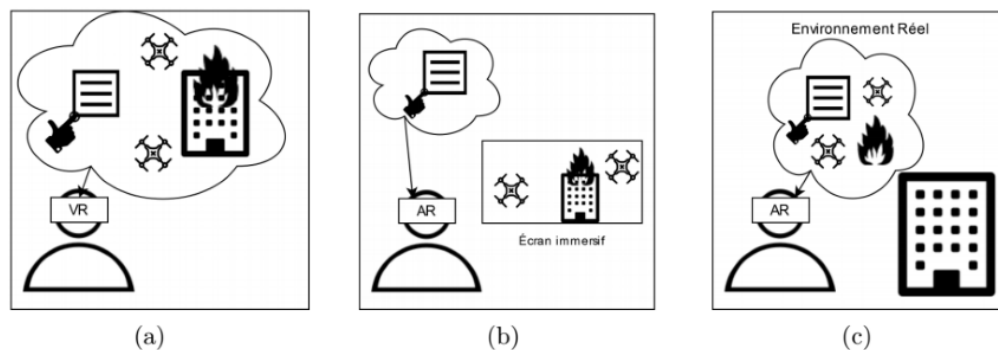 VR
(a)
AR
Écran immersif
(b)
Environnement Réel
AR
(c)